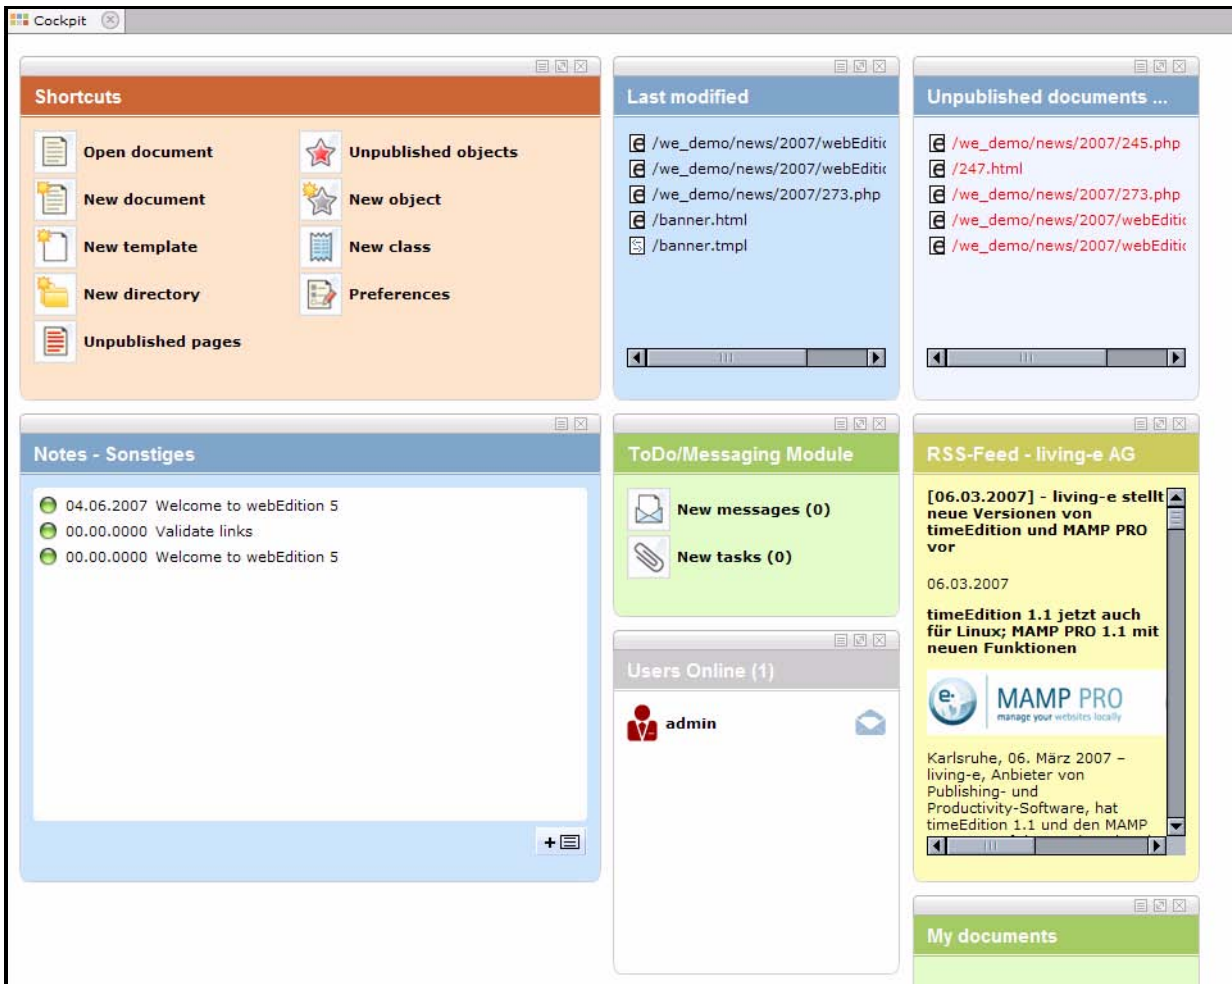 Cockpit
Shortcuts
Open document
New document
New template
New directory
Unpublished pages
Unpublished objects
New object
New class
Preferences
Last modified
/we_demo/news/2007/webEditic
/we_demo/news/2007/webEditic
/we_demo/news/2007/273.php
/banner.html
/banner.tmpl
Unpublished documents ...
/we_demo/news/2007/245.php
/247.html
/we_demo/news/2007/273.php
/we_demo/news/2007/webEditic
/we_demo/news/2007/webEditic
Notes - Sonstiges
04.06.2007 Welcome to webEdition 5
00.00.0000 Validate links
00.00.0000 Welcome to webEdition 5
ToDo/Messaging Module
New messages (0)
New tasks (0)
Users Online (1)
admin
RSS-Feed - living-e AG
[06.03.2007] - living-e stellt
neue Versionen von
timeEdition und MAMP PRO
vor
06.03.2007
timeEdition 1.1 jetzt auch
für Linux; MAMP PRO 1.1 mit
neuen Funktionen
e·
MAMP PRO
manage your websites locally
Karlsruhe, 06. März 2007 –
living-e, Anbieter von
Publishing- und
Productivity-Software, hat
timeEdition 1.1 und den MAMP
My documents